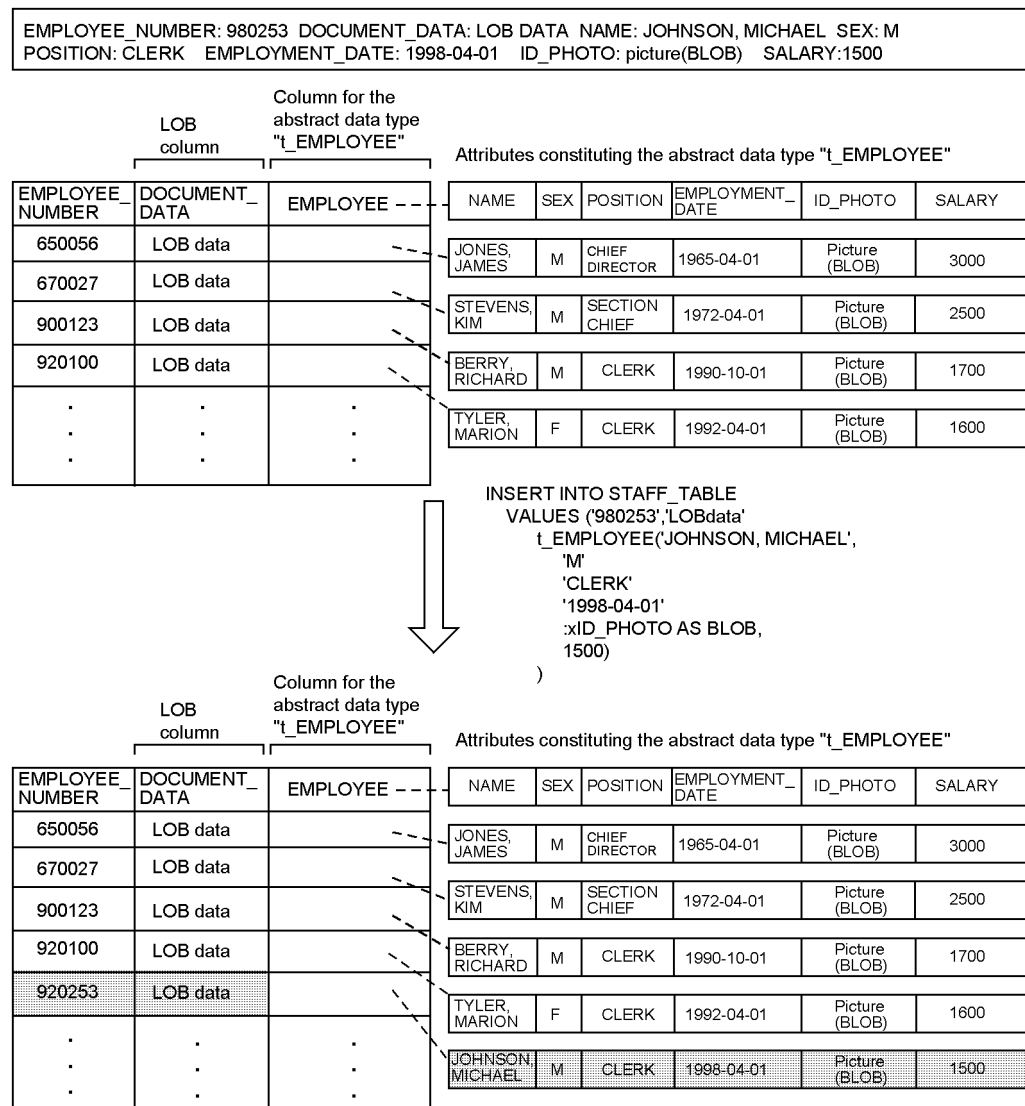 EMPLOYEE_NUMBER: 980253 DOCUMENT_DATA: LOB DATA NAME: JOHNSON, MICHAEL SEX: M
POSITION: CLERK EMPLOYMENT_DATE: 1998-04-01 ID_PHOTO: picture(BLOB) SALARY:1500
LOB
column
Column for the
abstract data type
"t_EMPLOYEE"
Attributes constituting the abstract data type "t_EMPLOYEE"
EMPLOYEE_
NUMBER
DOCUMENT_
DATA
EMPLOYEE
NAME SEX POSITION EMPLOYMENT_
DATE
ID_PHOTO SALARY
650056 LOB data
JONES,
JAMES
M
CHIEF
DIRECTOR
1965-04-01
Picture
(BLOB)
3000
670027 LOB data
STEVENS,
KIM
M
SECTION
CHIEF
1972-04-01
Picture
(BLOB)
2500
900123 LOB data
BERRY,
RICHARD
M
CLERK
1990-10-01
Picture
(BLOB)
1700
920100 LOB data
TYLER,
MARION
F
CLERK
1992-04-01
Picture
(BLOB)
1600
INSERT INTO STAFF_TABLE
VALUES ('980253','LOBdata'
t_EMPLOYEE('JOHNSON, MICHAEL',
'M'
'CLERK'
'1998-04-01'
:xID_PHOTO AS BLOB,
1500)
)
LOB
column
Column for the
abstract data type
"t_EMPLOYEE"
Attributes constituting the abstract data type "t_EMPLOYEE"
EMPLOYEE_
NUMBER
DOCUMENT_
DATA
EMPLOYEE
NAME SEX POSITION EMPLOYMENT_
DATE
ID_PHOTO SALARY
650056 LOB data
JONES,
JAMES
M
CHIEF
DIRECTOR
1965-04-01
Picture
(BLOB)
3000
670027 LOB data
STEVENS,
KIM
M
SECTION
CHIEF
1972-04-01
Picture
(BLOB)
2500
900123 LOB data
BERRY,
RICHARD
M
CLERK
1990-10-01
Picture
(BLOB)
1700
920100 LOB data
TYLER,
MARION
F
CLERK
1992-04-01
Picture
(BLOB)
1600
920253 LOB data
JOHNSON,
MICHAEL
M
CLERK
1998-04-01
Picture
(BLOB)
1500